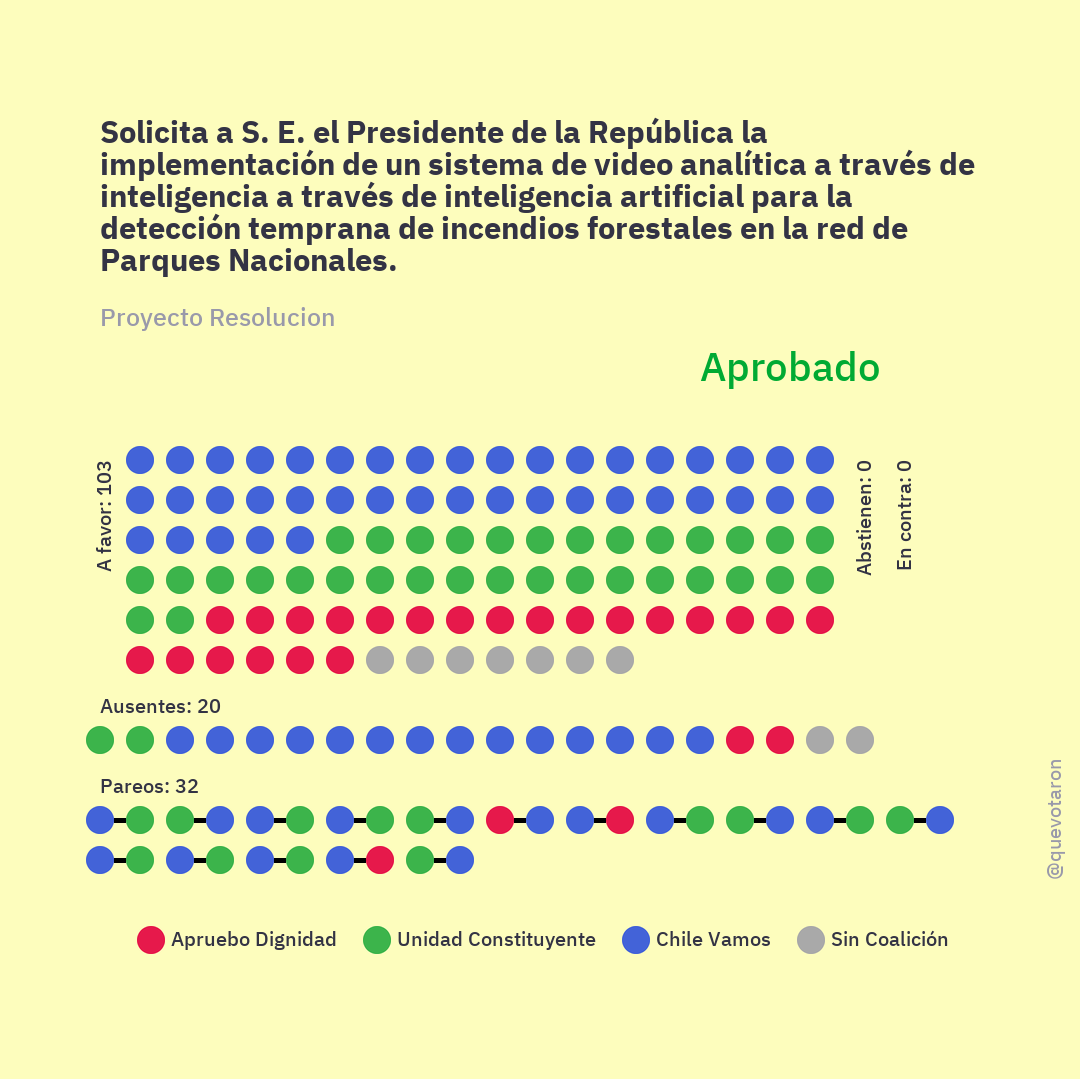 Solicita a S. E. el Presidente de la República la
implementación de un sistema de video analítica a través de
inteligencia a través de inteligencia artificial para la
detección temprana de incendios forestales en la red de
Parques Nacionales.
Proyecto Resolucion
Aprobado
A favor: 103
Abstienen: 0
En contra: 0
Ausentes: 20
Pareos: 32
@quevotaron
Apruebo Dignidad
Unidad Constituyente
Chile Vamos
Sin Coalición